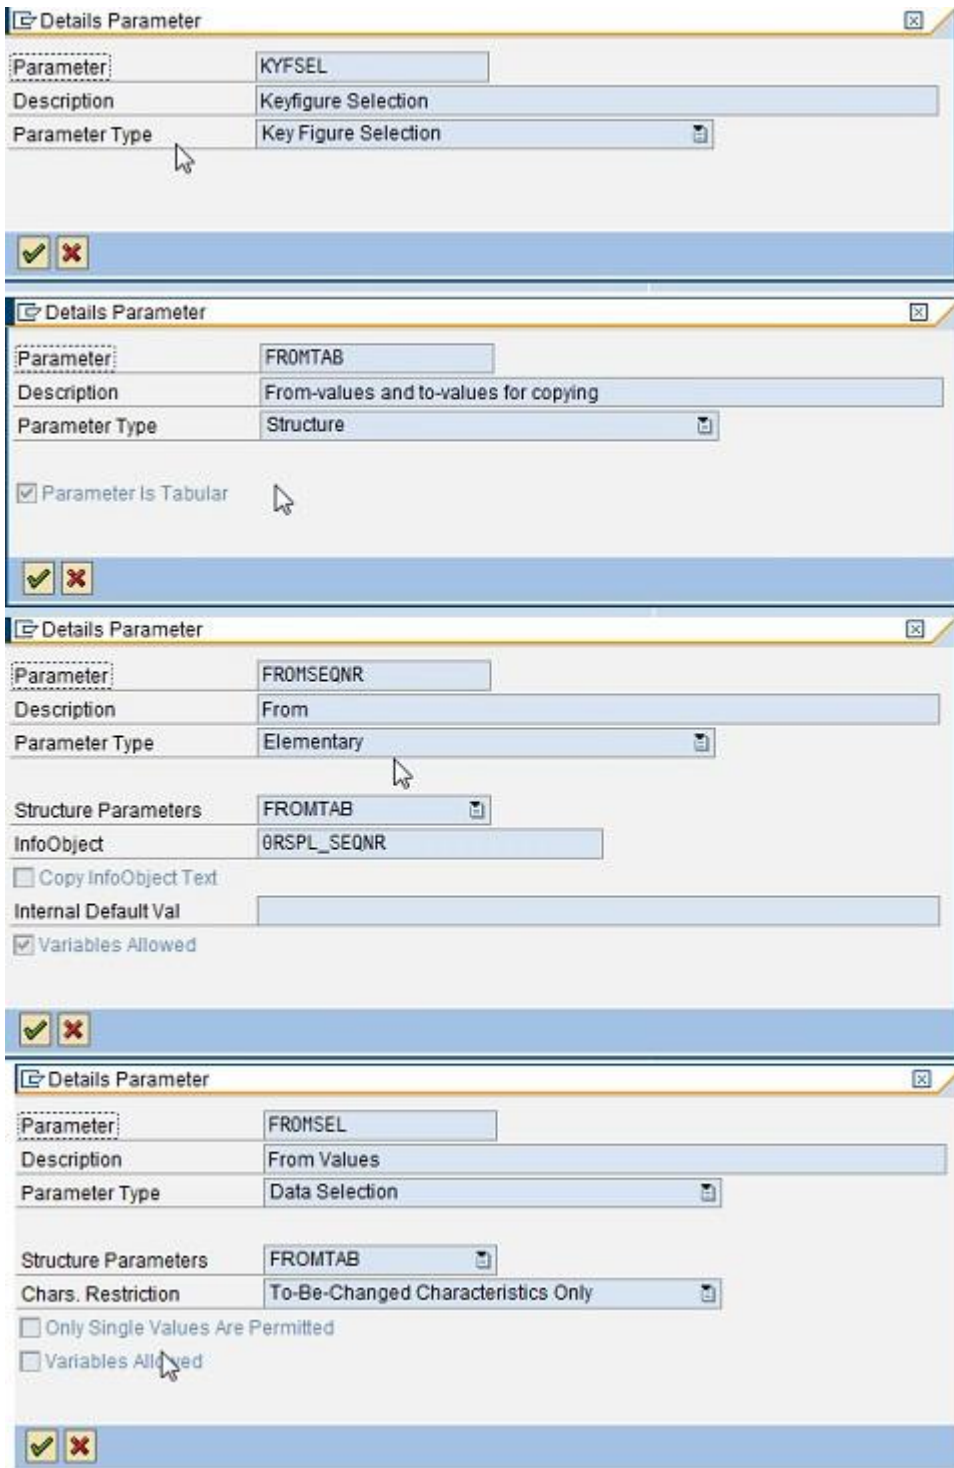 Details Parameter
Parameter KYFSEL
Description Keyfigure Selection
Parameter Type Key Figure Selection
Details Parameter
Parameter FROMTAB
Description From-values and to-values for copying
Parameter Type Structure
Parameter Is Tabular
Details Parameter
Parameter FROMSEQNR
Description From
Parameter Type Elementary
Structure Parameters FROMTAB
InfoObject 0RSPL_SEQNR
Copy InfoObject Text
Internal Default Val
Variables Allowed
Details Parameter
Parameter FROMSEL
Description From Values
Parameter Type Data Selection
Structure Parameters FROMTAB
Chars. Restriction To-Be-Changed Characteristics Only
Only Single Values Are Permitted
Variables Allowed